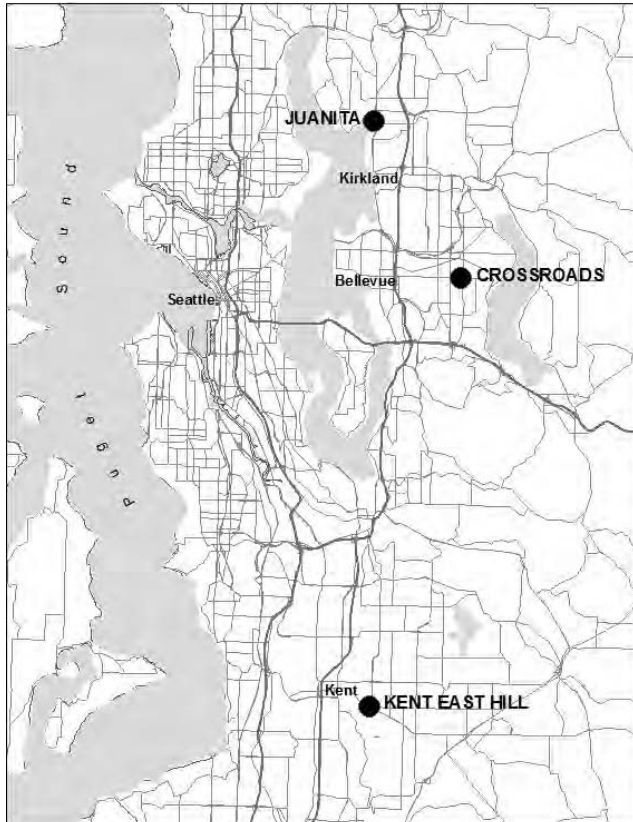 JUANITA
Kirkland
CROSSROADS
Bellevue
Seattle
Puget Sound
Kent
KENT EAST HILL